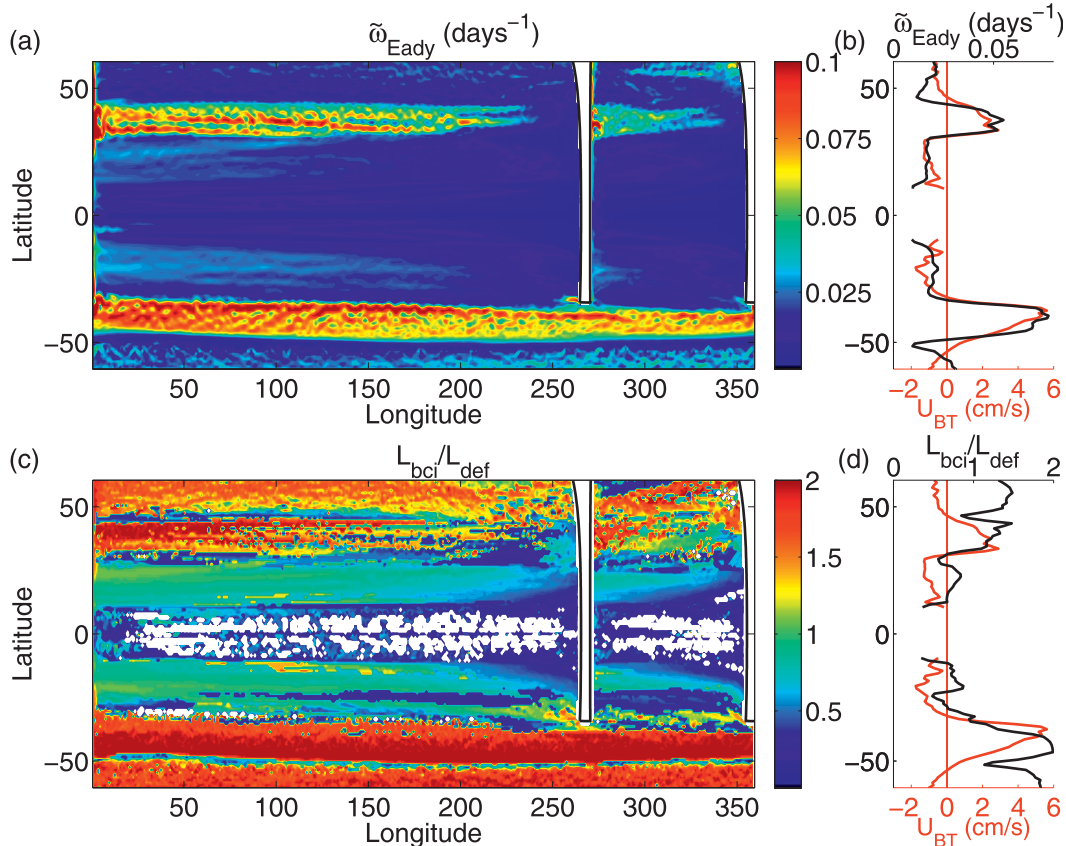 (a)
ω̃Eady (days⁻¹)
(b)
ω̃Eady (days⁻¹)
0 0.05
50
0
−50
Latitude
50 100 150 200 250 300 350
Longitude
0.1
0.075
0.05
0.025
50
0
−50
−2 0 2 4 6
UBT (cm/s)
(c)
Lbci/Ldef
(d)
Lbci/Ldef
0 1 2
50
0
−50
Latitude
50 100 150 200 250 300 350
Longitude
2
1.5
1
0.5
50
0
−50
−2 0 2 4 6
UBT (cm/s)